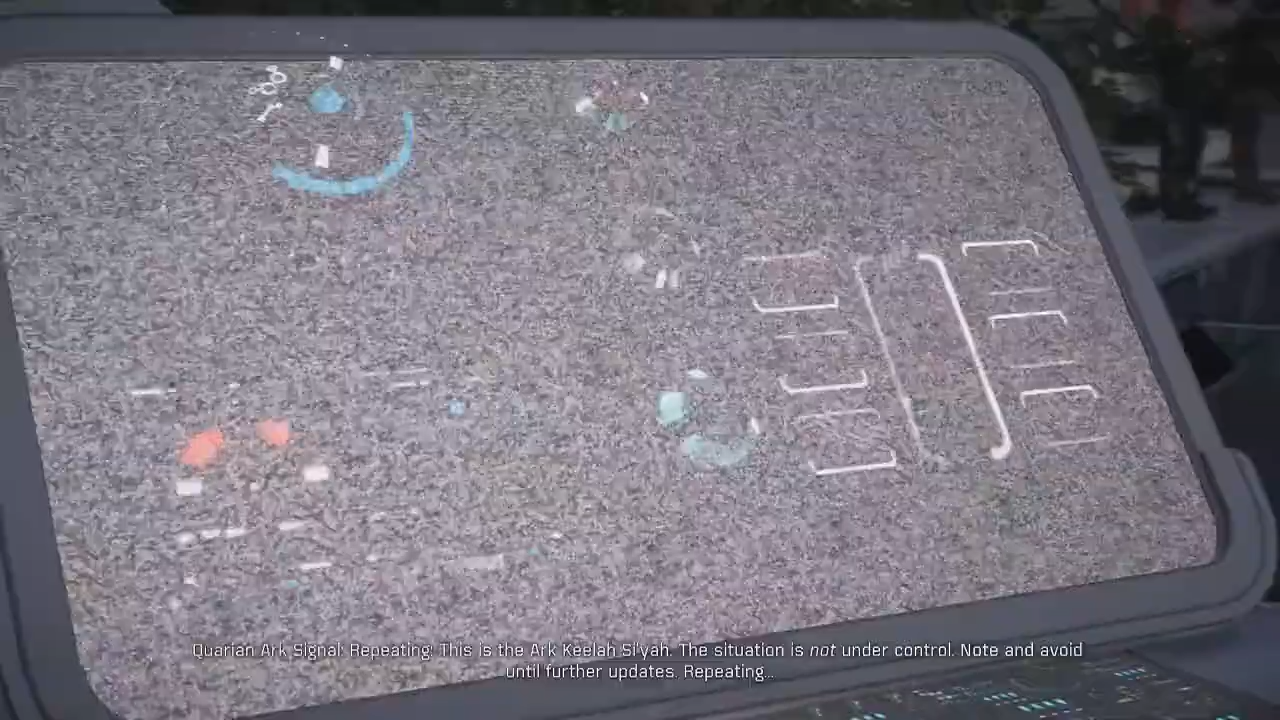 Quarian Ark Signal: Repeating: This is the Ark Keelah Si'yah. The situation is not under control. Note and avoid
until further updates. Repeating...